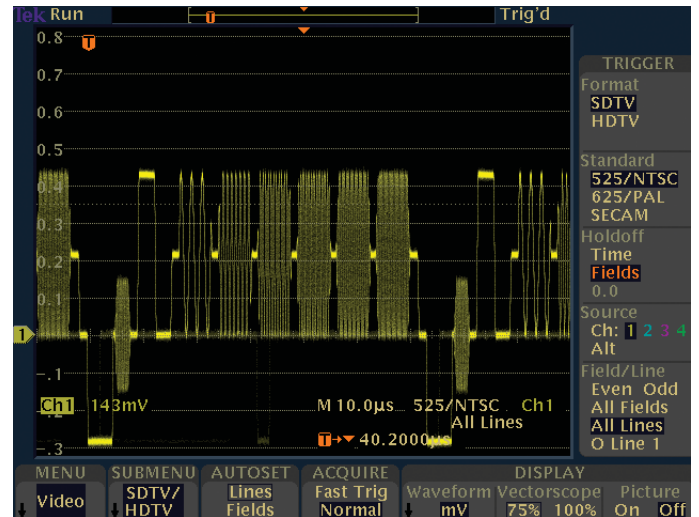 Tek Run Trig'd
T
T
0.8
0.7
0.6
0.5
0.4
0.3
0.2
0.1
1
-.1
-.2
-.3
Ch1 143mV M 10.0µs 525/NTSC Ch1
All Lines
T→▼ 40.2000µs
TRIGGER
Format
SDTV
HDTV
Standard
525/NTSC
625/PAL
SECAM
Holdoff
Time
Fields
0.0
Source
Ch: 1 2 3 4
Alt
Field/Line
Even Odd
All Fields
All Lines
O Line 1
MENU SUBMENU AUTOSET ACQUIRE DISPLAY
Video SDTV/ HDTV Lines Fields Fast Trig Normal Waveform mV Vectorscope 75% 100% Picture On Off